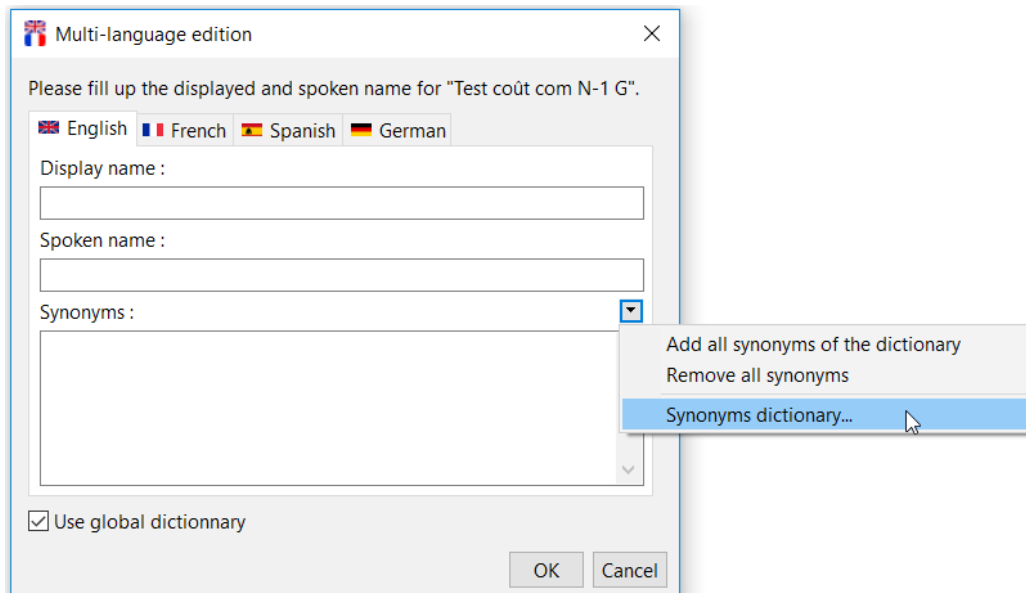 Multi-language edition
Please fill up the displayed and spoken name for "Test coût com N-1 G".
English French Spanish German
Display name :
Spoken name :
Synonyms :
Add all synonyms of the dictionary
Remove all synonyms
Synonyms dictionary...
Use global dictionnary
OK Cancel